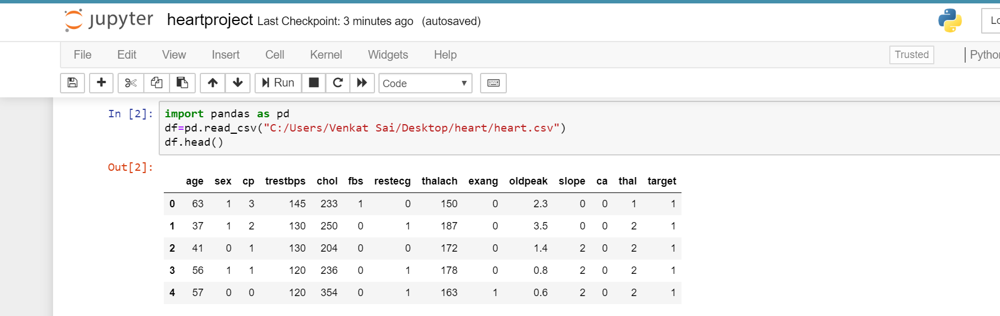 jupyter heartproject Last Checkpoint: 3 minutes ago (autosaved)
File Edit View Insert Cell Kernel Widgets Help Trusted
Run Code
In [2]: import pandas as pd
df=pd.read_csv("C:/Users/Venkat Sai/Desktop/heart/heart.csv")
df.head()
Out[2]:
age sex cp trestbps chol fbs restecg thalach exang oldpeak slope ca thal target
0 63 1 3 145 233 1 0 150 0 2.3 0 0 1 1
1 37 1 2 130 250 0 1 187 0 3.5 0 0 2 1
2 41 0 1 130 204 0 0 172 0 1.4 2 0 2 1
3 56 1 1 120 236 0 1 178 0 0.8 2 0 2 1
4 57 0 0 120 354 0 1 163 1 0.6 2 0 2 1